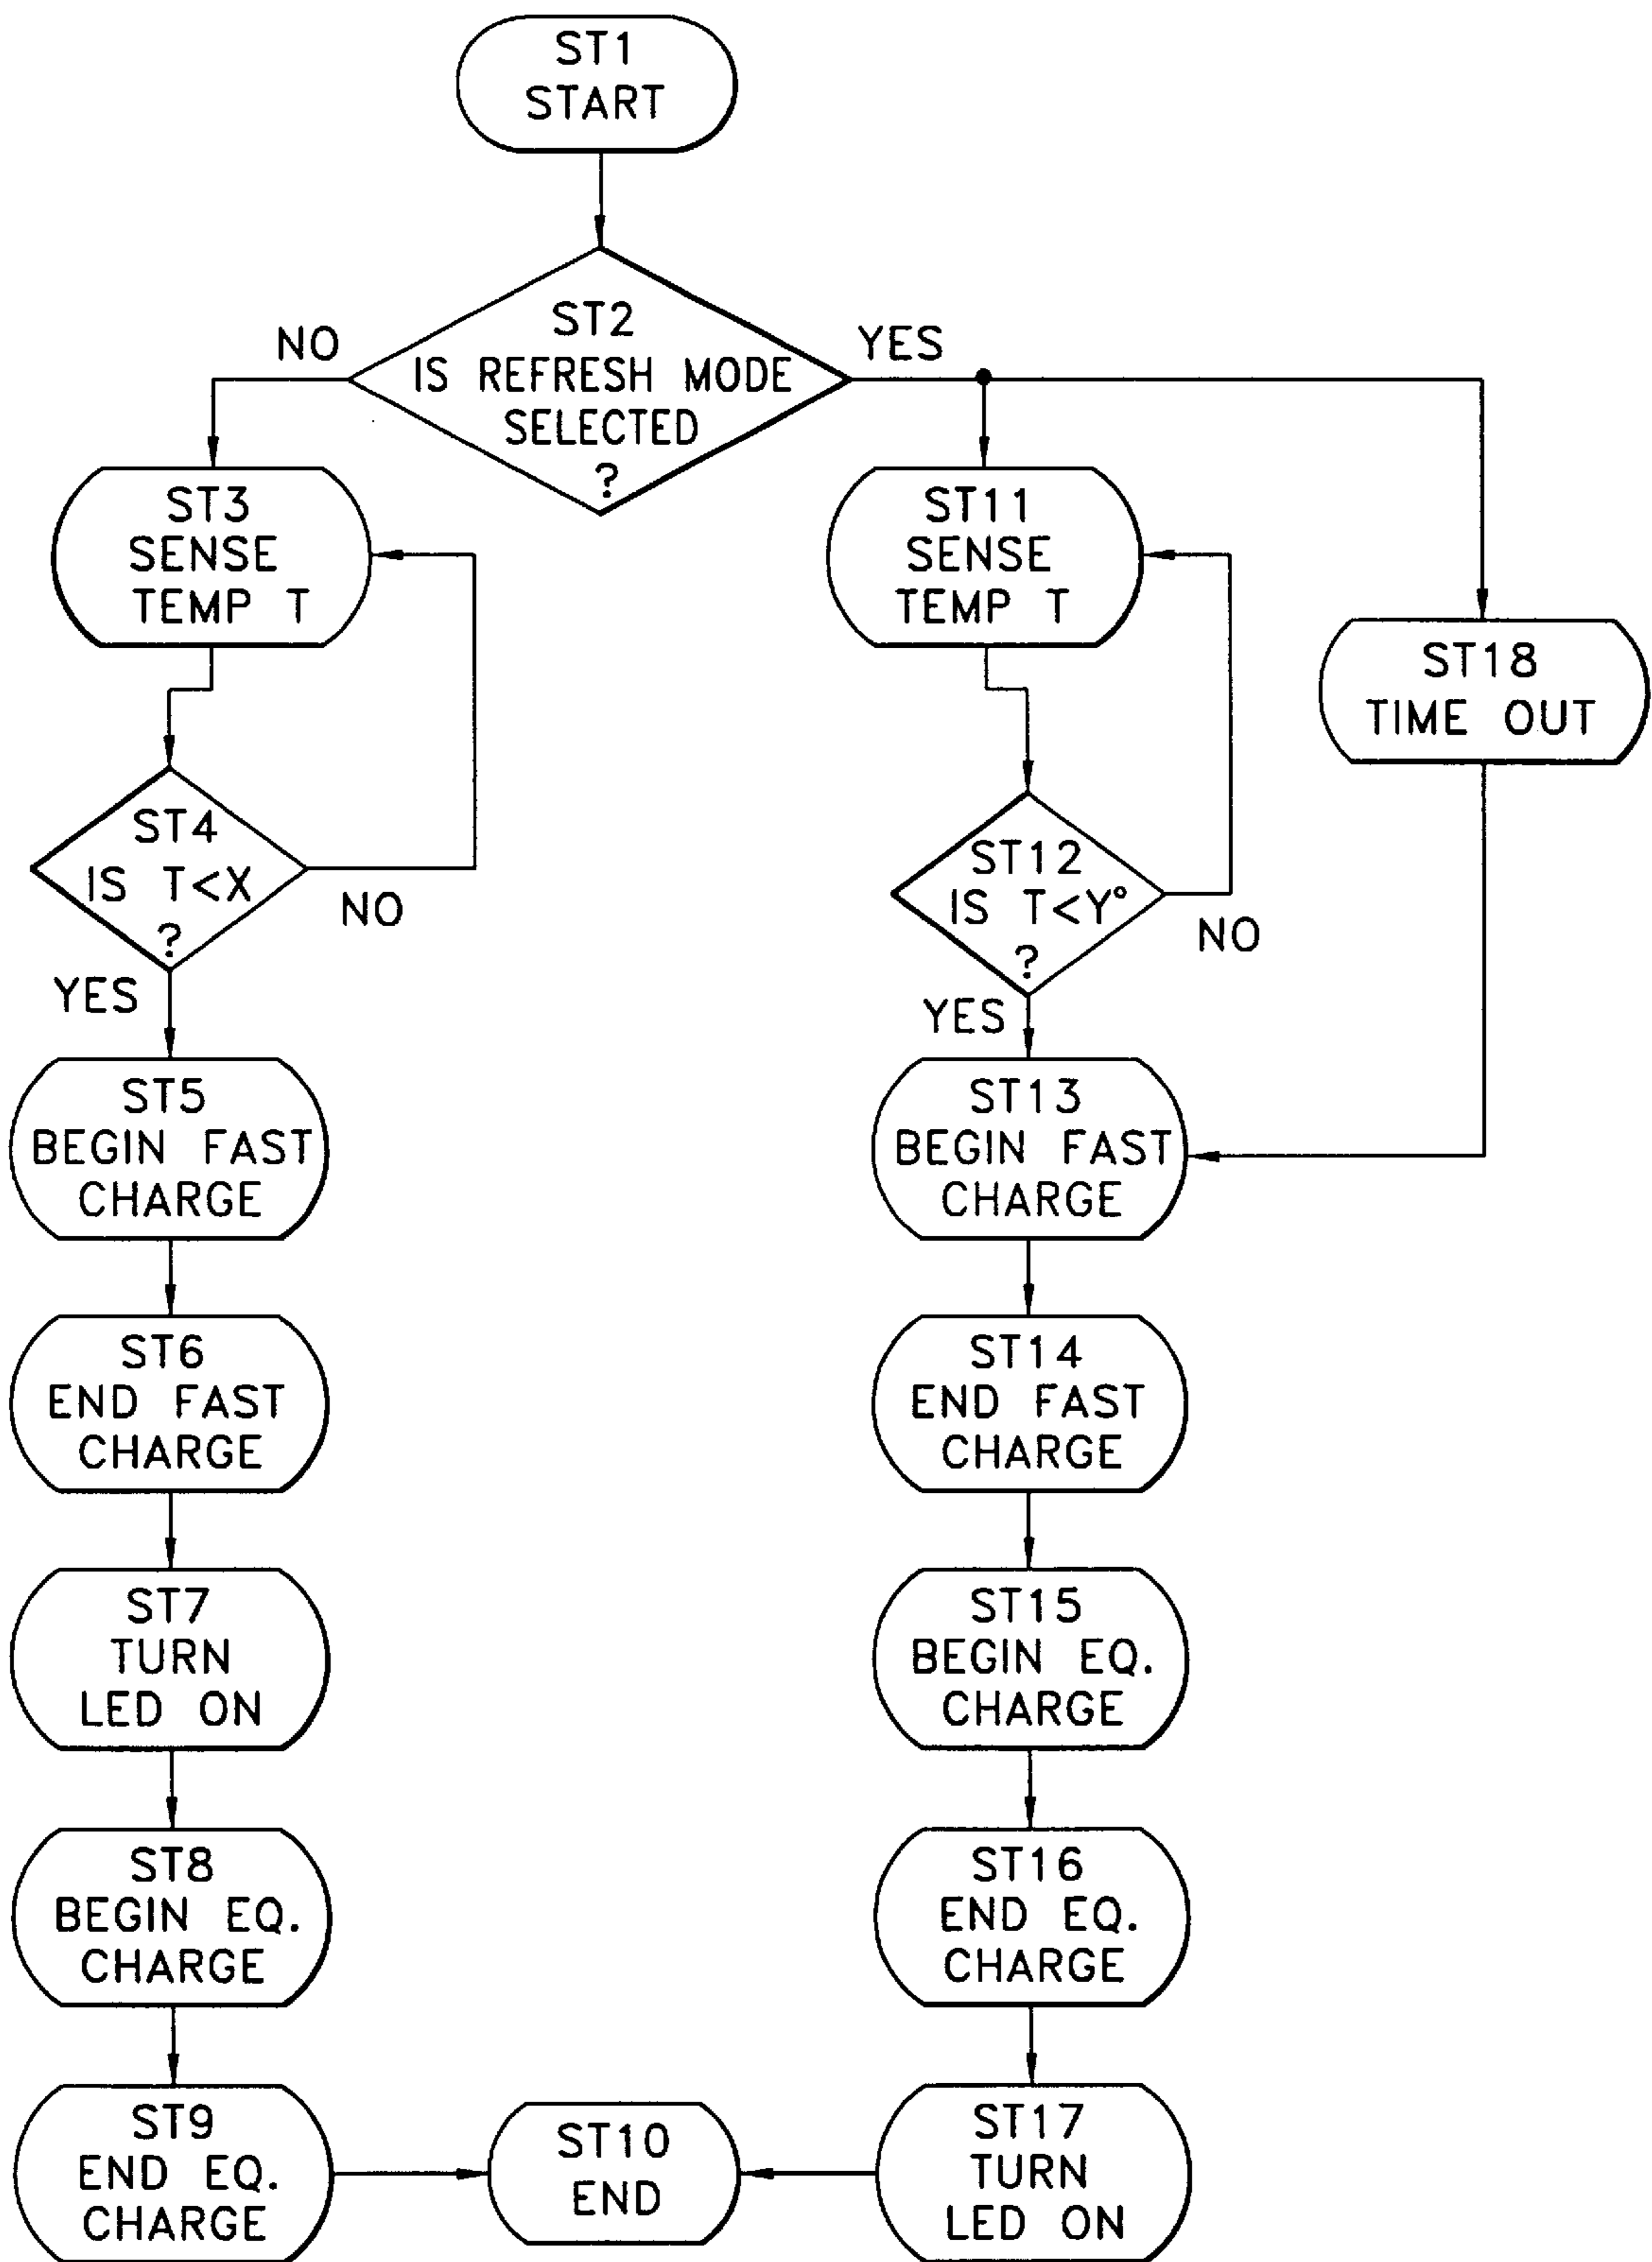 ST1
START
ST2
IS REFRESH MODE
SELECTED
?
NO
YES
ST3
SENSE
TEMP T
ST4
IS T<X
?
NO
YES
ST5
BEGIN FAST
CHARGE
ST6
END FAST
CHARGE
ST7
TURN
LED ON
ST8
BEGIN EQ.
CHARGE
ST9
END EQ.
CHARGE
ST10
END
ST11
SENSE
TEMP T
ST12
IS T<Y°
?
NO
YES
ST13
BEGIN FAST
CHARGE
ST14
END FAST
CHARGE
ST15
BEGIN EQ.
CHARGE
ST16
END EQ.
CHARGE
ST17
TURN
LED ON
ST18
TIME OUT